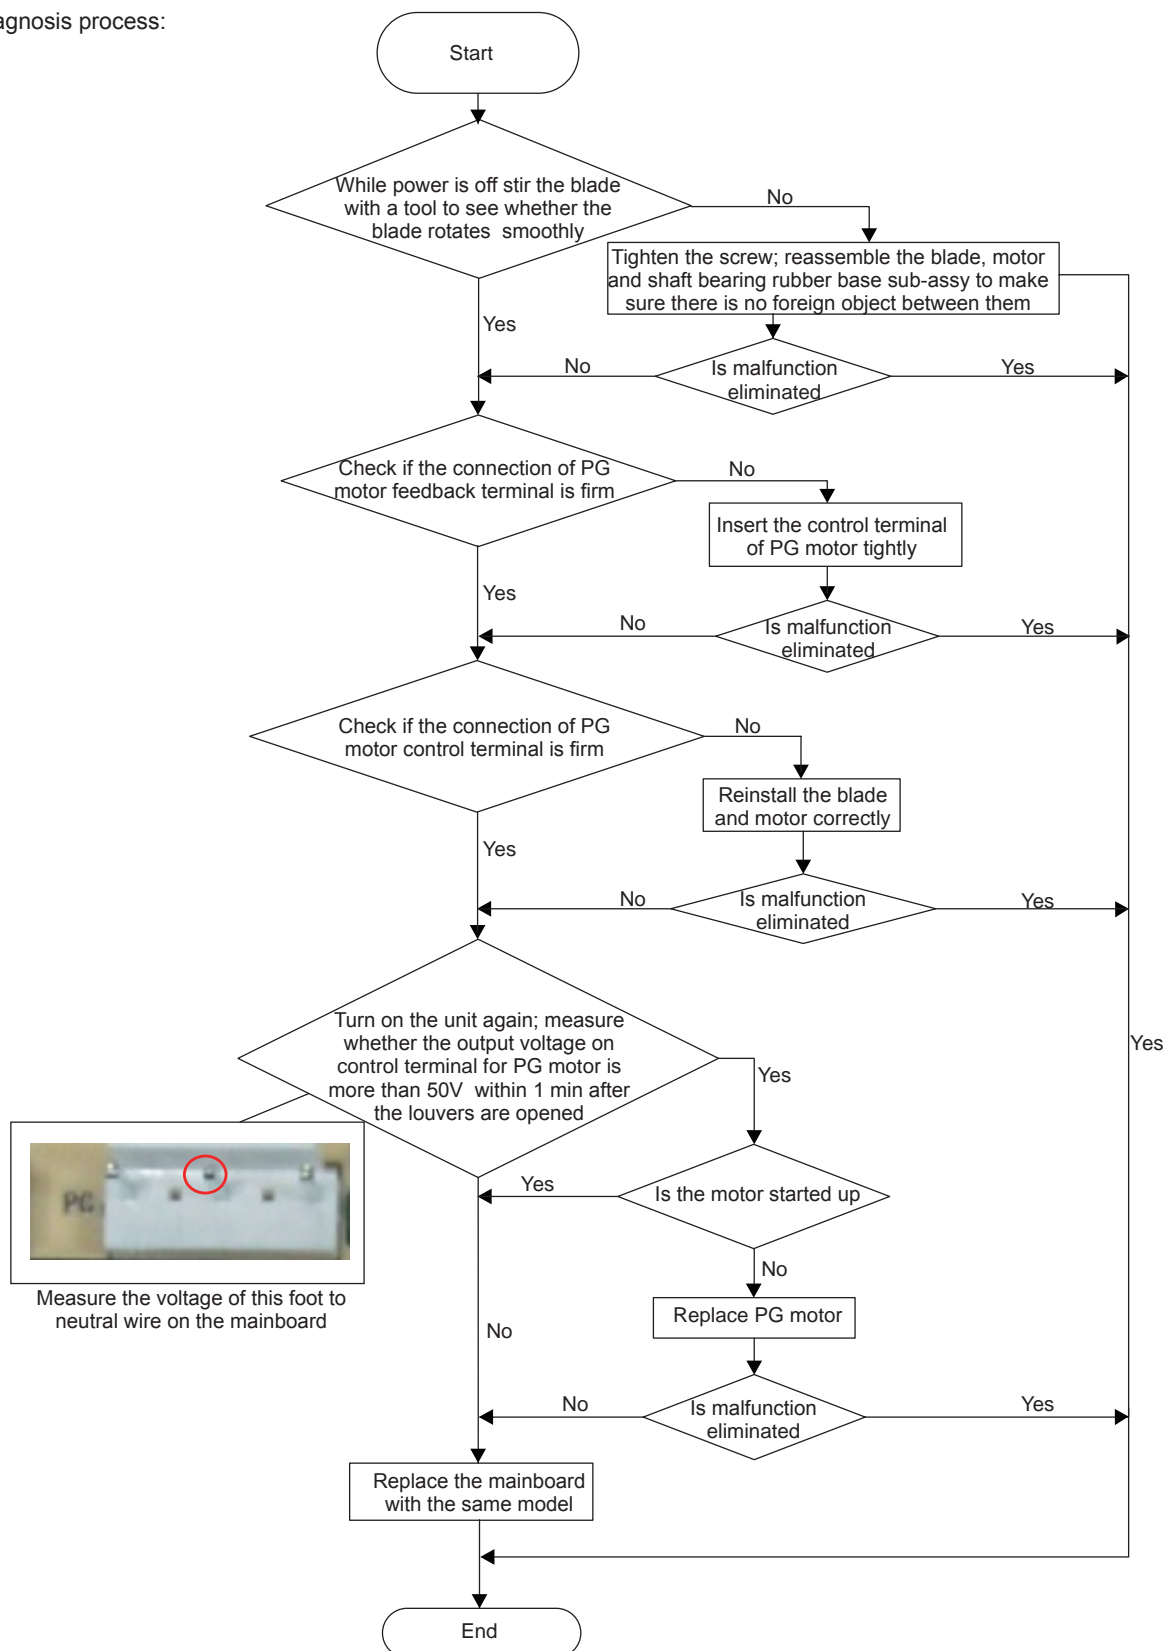 agnosis process:
Start
While power is off stir the blade
with a tool to see whether the
blade rotates smoothly
No
Tighten the screw; reassemble the blade, motor
and shaft bearing rubber base sub-assy to make
sure there is no foreign object between them
Yes
No
Is malfunction
eliminated
Yes
Check if the connection of PG
motor feedback terminal is firm
No
Insert the control terminal
of PG motor tightly
Yes
No
Is malfunction
eliminated
Yes
Check if the connection of PG
motor control terminal is firm
No
Reinstall the blade
and motor correctly
Yes
No
Is malfunction
eliminated
Yes
Turn on the unit again; measure
whether the output voltage on
control terminal for PG motor is
more than 50V within 1 min after
the louvers are opened
Yes
Yes
PG
Measure the voltage of this foot to
neutral wire on the mainboard
Yes
Is the motor started up
No
No
Replace PG motor
No
Is malfunction
eliminated
Yes
Replace the mainboard
with the same model
End